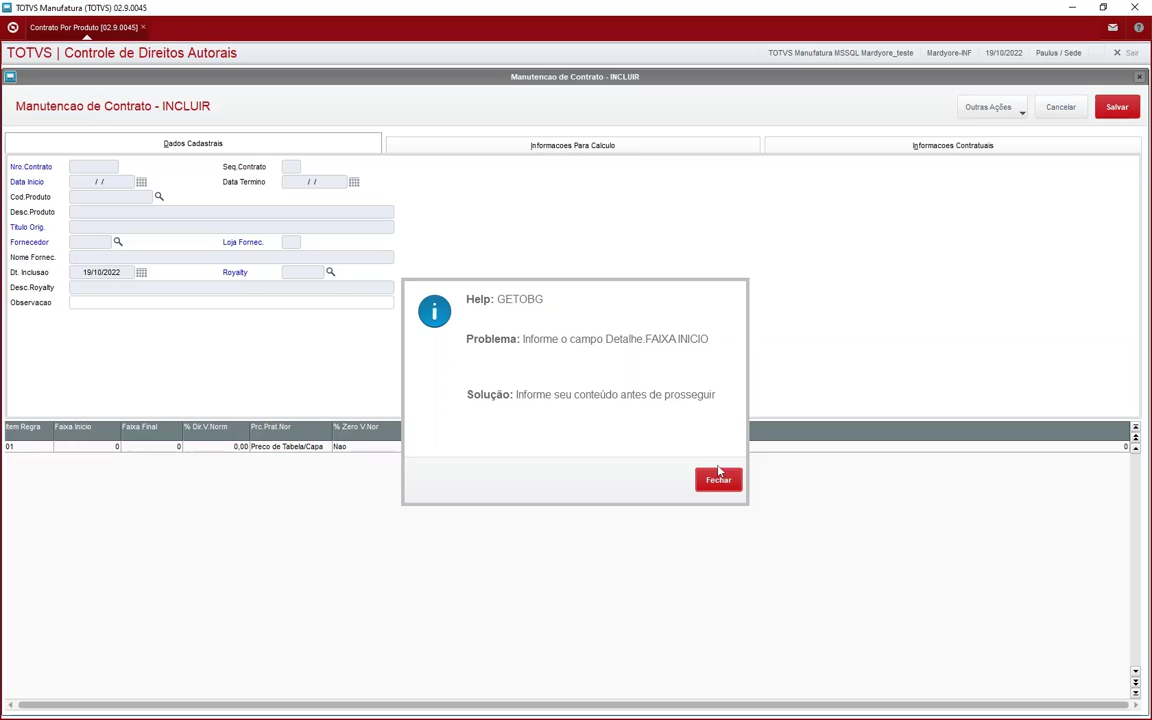 TOTVS Manufatura (TOTVS) 02.9.0045
Contrato Por Produto [02.9.0045] ×
TOTVS | Controle de Direitos Autorais
TOTVS Manufatura MSSQL Mardyore_teste Mardyore-INF 19/10/2022 Paulus / Sede Sair
Manutencao de Contrato - INCLUIR
Manutencao de Contrato - INCLUIR
Outras Ações Cancelar Salvar
Dados Cadastrais Informacoes Para Calculo Informacoes Contratuais
Nro.Contrato Seq.Contrato
Data Inicio / / Data Termino / /
Cod.Produto
Desc.Produto
Titulo Orig.
Fornecedor Loja Fornec.
Nome Fornec.
Dt. Inclusao 19/10/2022 Royalty
Desc.Royalty
Observacao
Help: GETOBG
Problema: Informe o campo Detalhe.FAIXA INICIO
Solução: Informe seu conteúdo antes de prosseguir
Fechar
Item Regra Faixa Inicio Faixa Final % Dir.V.Norm Prc.Prat.Nor % Zero V.Nor
01 0 0 0,00 Preco de Tabela/Capa Nao 0